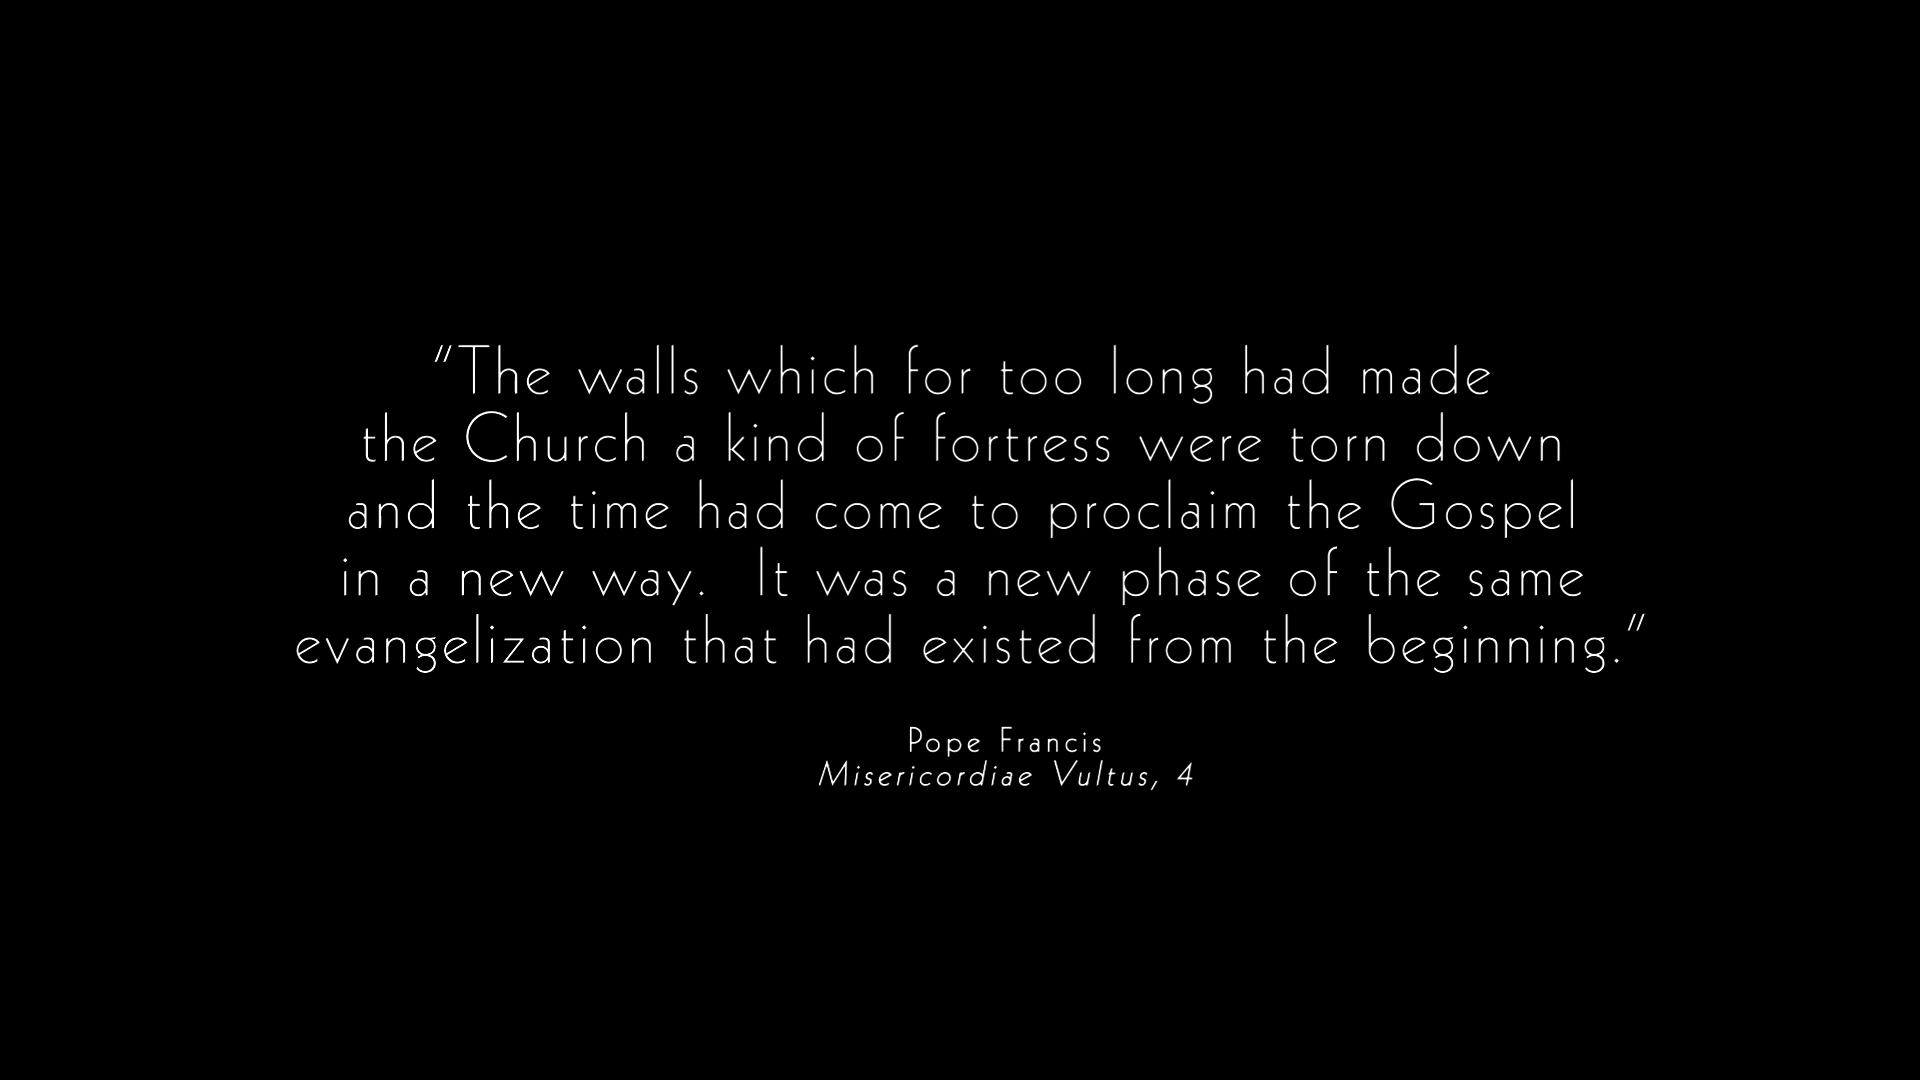 "The walls which for too long had made
the Church a kind of fortress were torn down
and the time had come to proclaim the Gospel
in a new way.  It was a new phase of the same
evangelization that had existed from the beginning."
Pope Francis
Misericordiae Vultus, 4